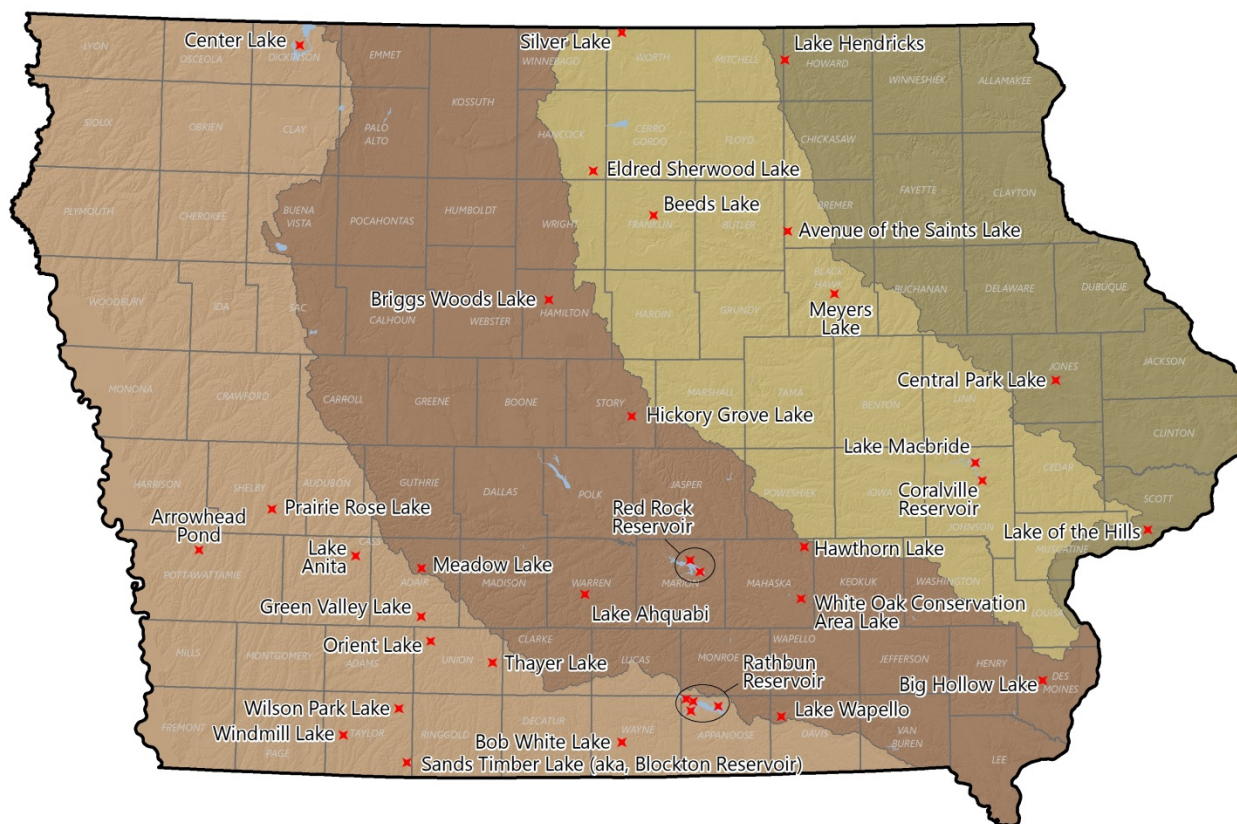 Center Lake
Silver Lake
Lake Hendricks
LYON
OSCEOLA
DICKINSON
EMMET
WINNEBAGO
WORTH
MITCHELL
HOWARD
WINNESHIEK
ALLAMAKEE
KOSSUTH
SIOUX
OBRIEN
CLAY
PALO
ALTO
HANCOCK
CERRO
GORDO
FLOYD
CHICKASAW
Eldred Sherwood Lake
FAYETTE
CLAYTON
PLYMOUTH
CHEROKEE
BUENA
VISTA
POCAHONTAS
HUMBOLDT
WRIGHT
FRANKLIN
BUTLER
BREMER
Beeds Lake
Avenue of the Saints Lake
WOODBURY
IDA
SAC
CALHOUN
WEBSTER
HAMILTON
HARDIN
GRUNDY
BLACK
HAWK
BUCHANAN
DELAWARE
DUBUQUE
Briggs Woods Lake
Meyers
Lake
MONONA
CRAWFORD
CARROLL
GREENE
BOONE
STORY
MARSHALL
TAMA
BENTON
LINN
JONES
JACKSON
Central Park Lake
Hickory Grove Lake
CLINTON
HARRISON
SHELBY
AUDUBON
GUTHRIE
DALLAS
POLK
JASPER
POWESHIEK
IOWA
JOHNSON
CEDAR
SCOTT
Lake Macbride
Coralville
Reservoir
Prairie Rose Lake
Red Rock
Reservoir
Lake of the Hills
Arrowhead
Pond
Lake
Anita
Hawthorn Lake
MUSCATINE
POTTAWATTAMIE
CASS
ADAIR
MADISON
WARREN
MARION
MAHASKA
KEOKUK
WASHINGTON
LOUISA
Meadow Lake
Green Valley Lake
Lake Ahquabi
White Oak Conservation
Area Lake
Orient Lake
MILLS
MONTGOMERY
ADAMS
UNION
CLARKE
LUCAS
MONROE
WAPELLO
JEFFERSON
HENRY
DES
MOINES
Thayer Lake
Rathbun
Reservoir
Big Hollow Lake
Wilson Park Lake
Lake Wapello
FREMONT
PAGE
TAYLOR
RINGGOLD
DECATUR
WAYNE
APPANOOSE
DAVIS
VAN
BUREN
LEE
Windmill Lake
Bob White Lake
Sands Timber Lake (aka, Blockton Reservoir)